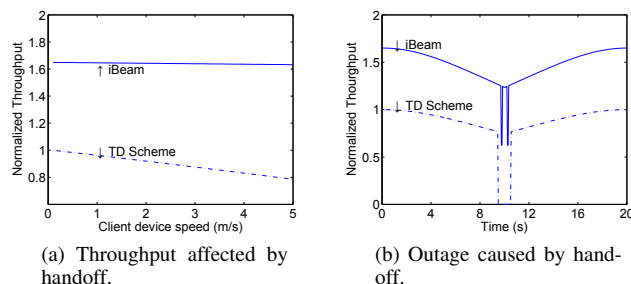 2
1.8
1.6
1.4
1.2
1
0.8
Normalized Throughput
↑ iBeam
↓ TD Scheme
0 1 2 3 4 5
Client device speed (m/s)
(a) Throughput affected by
handoff.
2
1.5
1
0.5
0
Normalized Thourghput
↓ iBeam
↓ TD Scheme
0 4 8 12 16 20
Time (s)
(b) Outage caused by hand-
off.